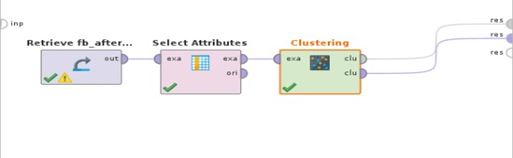 inp
Retrieve fb_after...
out
Select Attributes
exa
exa
ori
Clustering
exa
clu
clu
res
res
res